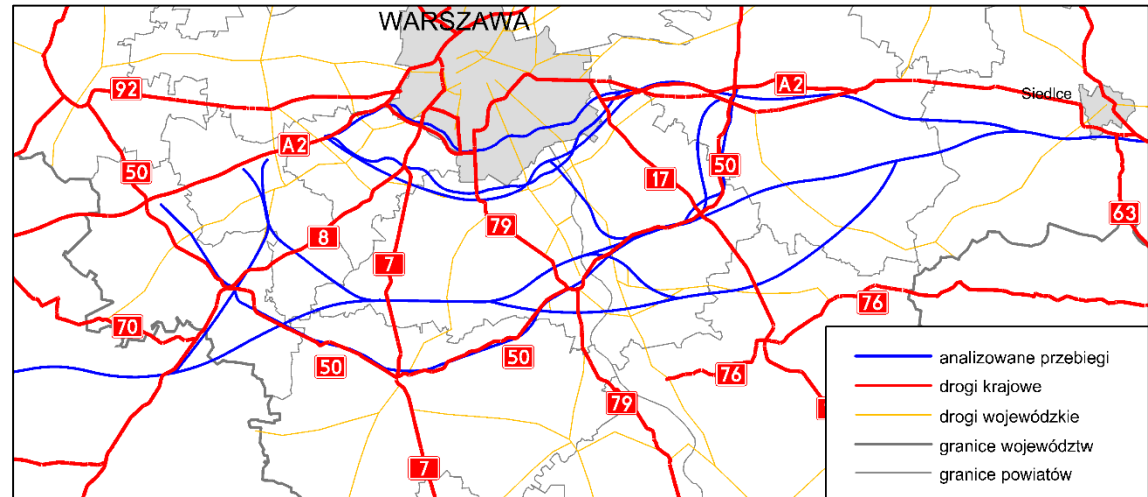 WARSZAWA
92
A2
Siedlce
A2
50
50
17
63
8
79
7
76
70
50
50
76
79
7
analizowane przebiegi
drogi krajowe
drogi wojewódzkie
granice województw
granice powiatów